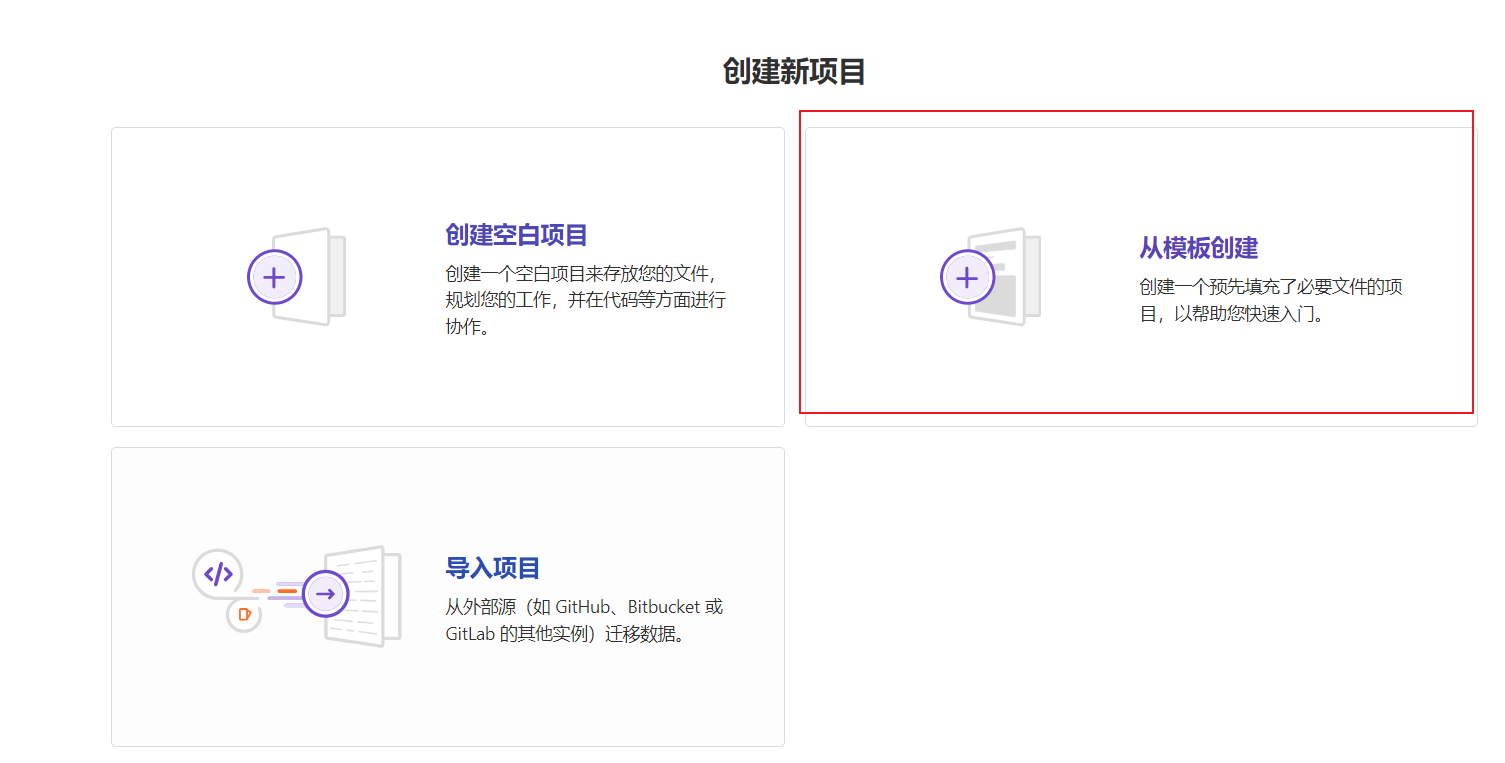 创建新项目
创建空白项目
创建一个空白项目来存放您的文件，
规划您的工作，并在代码等方面进行
协作。
从模板创建
创建一个预先填充了必要文件的项
目，以帮助您快速入门。
导入项目
从外部源（如 GitHub、Bitbucket 或
GitLab 的其他实例）迁移数据。